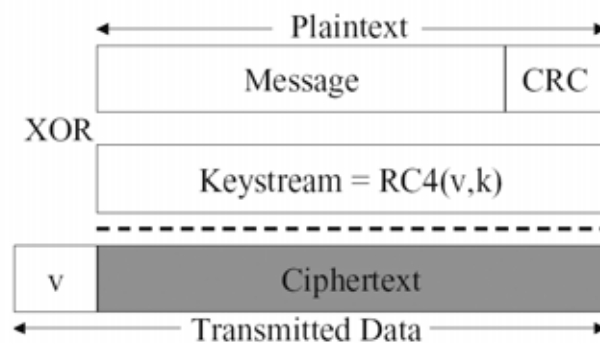 Plaintext
Message CRC
XOR
Keystream = RC4(v,k)
v Ciphertext
Transmitted Data